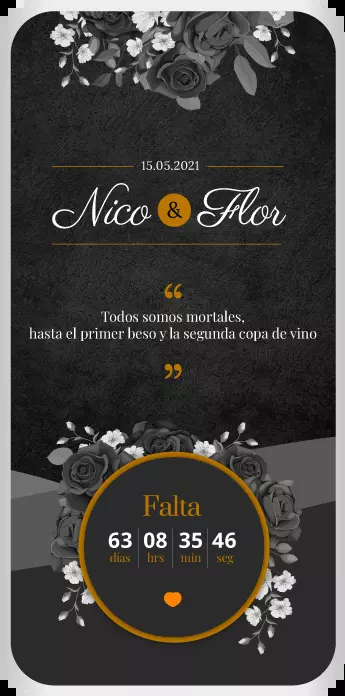 15.05.2021
Nico & Flor
“
Todos somos mortales,
hasta el primer beso y la segunda copa de vino
”
Falta
63 08 35 46
días hrs min seg